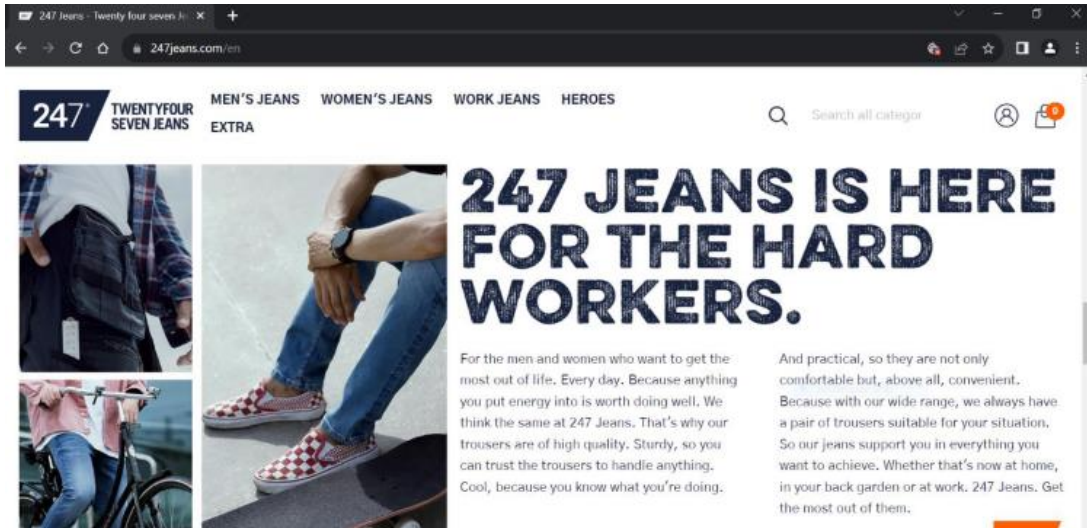 247 Jeans - Twenty four seven Je
247jeans.com/en
247
TWENTYFOUR
SEVEN JEANS
MEN'S JEANS WOMEN'S JEANS WORK JEANS HEROES
EXTRA
Search all categor
0
247 JEANS IS HERE
FOR THE HARD
WORKERS.
For the men and women who want to get the
most out of life. Every day. Because anything
you put energy into is worth doing well. We
think the same at 247 Jeans. That's why our
trousers are of high quality. Sturdy, so you
can trust the trousers to handle anything.
Cool, because you know what you're doing.
And practical, so they are not only
comfortable but, above all, convenient.
Because with our wide range, we always have
a pair of trousers suitable for your situation.
So our jeans support you in everything you
want to achieve. Whether that's now at home,
in your back garden or at work. 247 Jeans. Get
the most out of them.